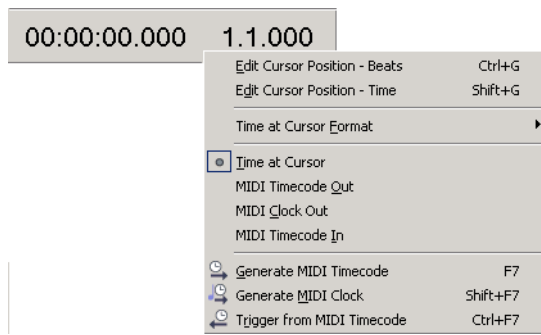 00:00:00.000 1.1.000
Edit Cursor Position - Beats Ctrl+G
Edit Cursor Position - Time Shift+G
Time at Cursor Format
Time at Cursor
MIDI Timecode Out
MIDI Clock Out
MIDI Timecode In
Generate MIDI Timecode F7
Generate MIDI Clock Shift+F7
Trigger from MIDI Timecode Ctrl+F7